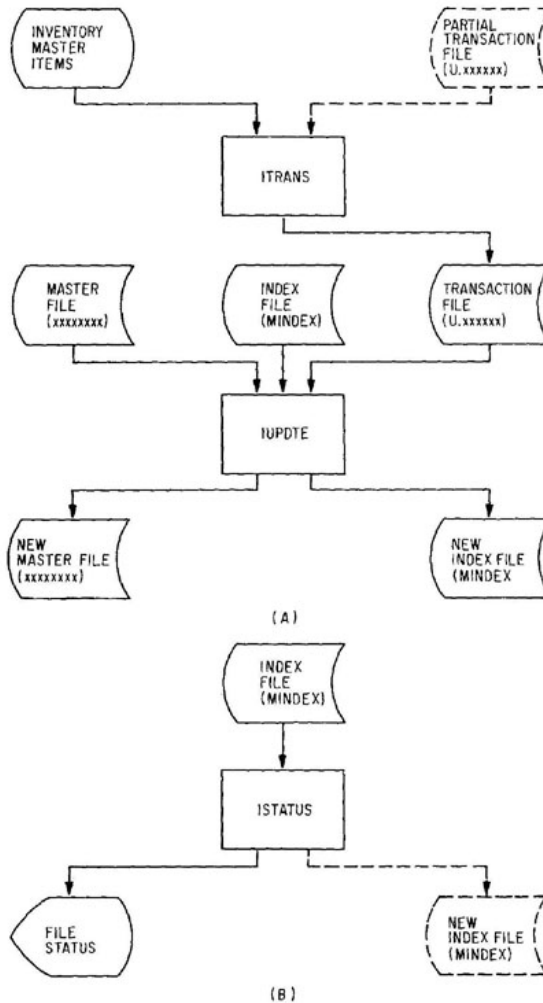 INVENTORY
MASTER
ITEMS
PARTIAL
TRANSACTION
FILE
(U.xxxxxx)
ITRANS
MASTER
FILE
(xxxxxxxx)
INDEX
FILE
(MINDEX)
TRANSACTION
FILE
(U.xxxxxx)
IUPDTE
NEW
MASTER FILE
(xxxxxxxx)
NEW
INDEX FILE
(MINDEX
(A)
INDEX
FILE
(MINDEX)
ISTATUS
FILE
STATUS
NEW
INDEX FILE
(MINDEX)
(B)